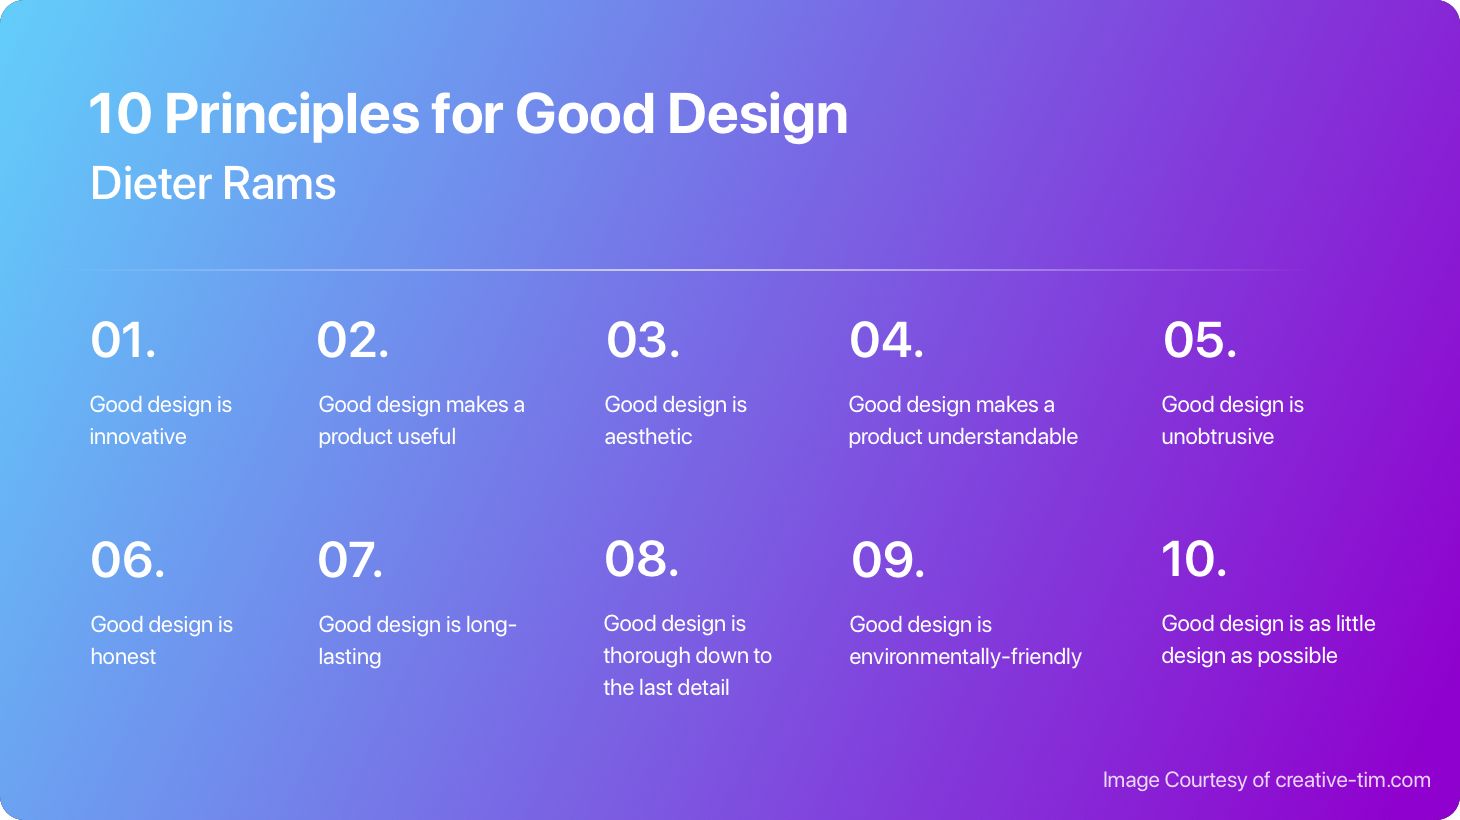 10 Principles for Good Design
Dieter Rams
01.
Good design is
innovative
02.
Good design makes a
product useful
03.
Good design is
aesthetic
04.
Good design makes a
product understandable
05.
Good design is
unobtrusive
06.
Good design is
honest
07.
Good design is long-
lasting
08.
Good design is
thorough down to
the last detail
09.
Good design is
environmentally-friendly
10.
Good design is as little
design as possible
Image Courtesy of creative-tim.com